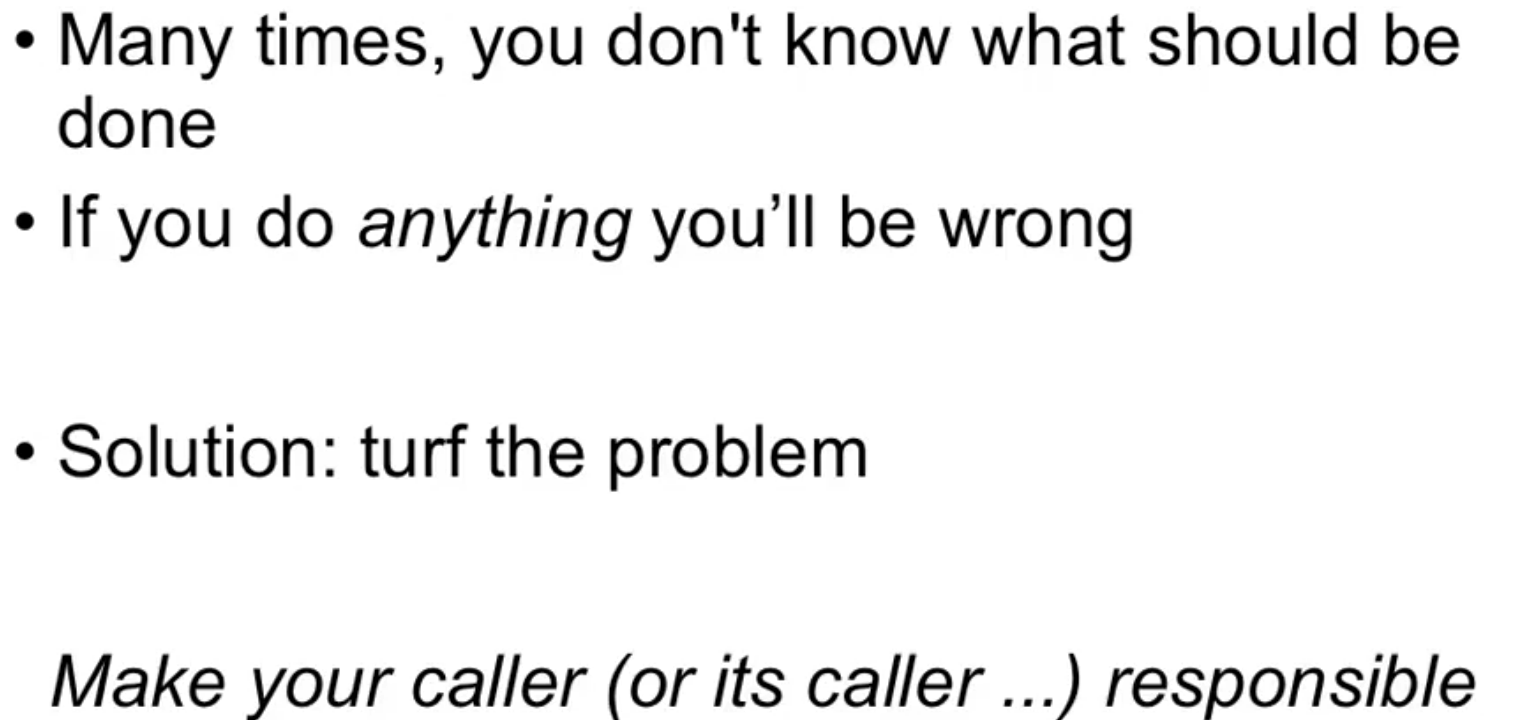 • Many times, you don't know what should be
done
• If you do anything you’ll be wrong
• Solution: turf the problem
Make your caller (or its caller ...) responsible